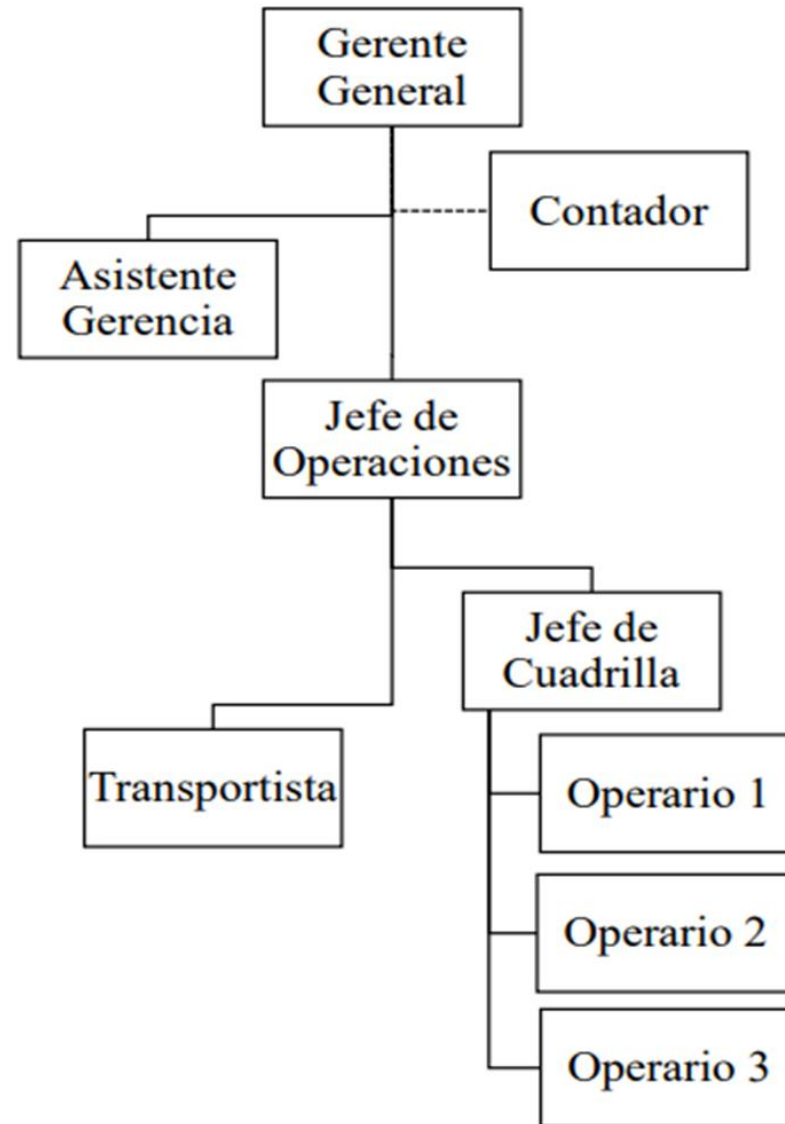 Gerente
General
Contador
Asistente
Gerencia
Jefe de
Operaciones
Jefe de
Cuadrilla
Transportista
Operario 1
Operario 2
Operario 3